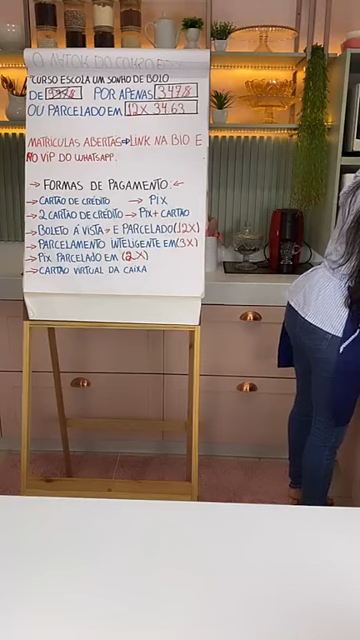 CURSO ESCOLA UM SONHO DE BOLO
DE POR APENAS 347,8
OU PARCELADO EM 12X 34.63
MATRICULAS ABERTAS LINK NA BIO E
NO VIP DO WHATSAPP.
→ FORMAS DE PAGAMENTO: ←
→ CARTÃO DE CRÉDITO → PIX
→ 2 CARTÃO DE CRÉDITO → PIX + CARTÃO
→ BOLETO Á VISTA E PARCELADO (12X)
→ PARCELAMENTO INTELIGENTE EM (3X)
→ PIX PARCELADO EM (2X)
→ CARTÃO VIRTUAL DA CAIXA